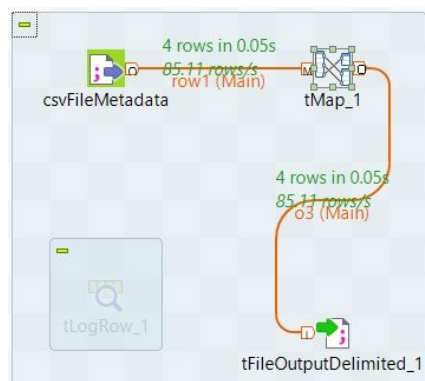 4 rows in 0.05s
85.11 rows/s
row1 (Main)
csvFileMetadata
tMap_1
4 rows in 0.05s
85.11 rows/s
o3 (Main)
tLogRow_1
tFileOutputDelimited_1